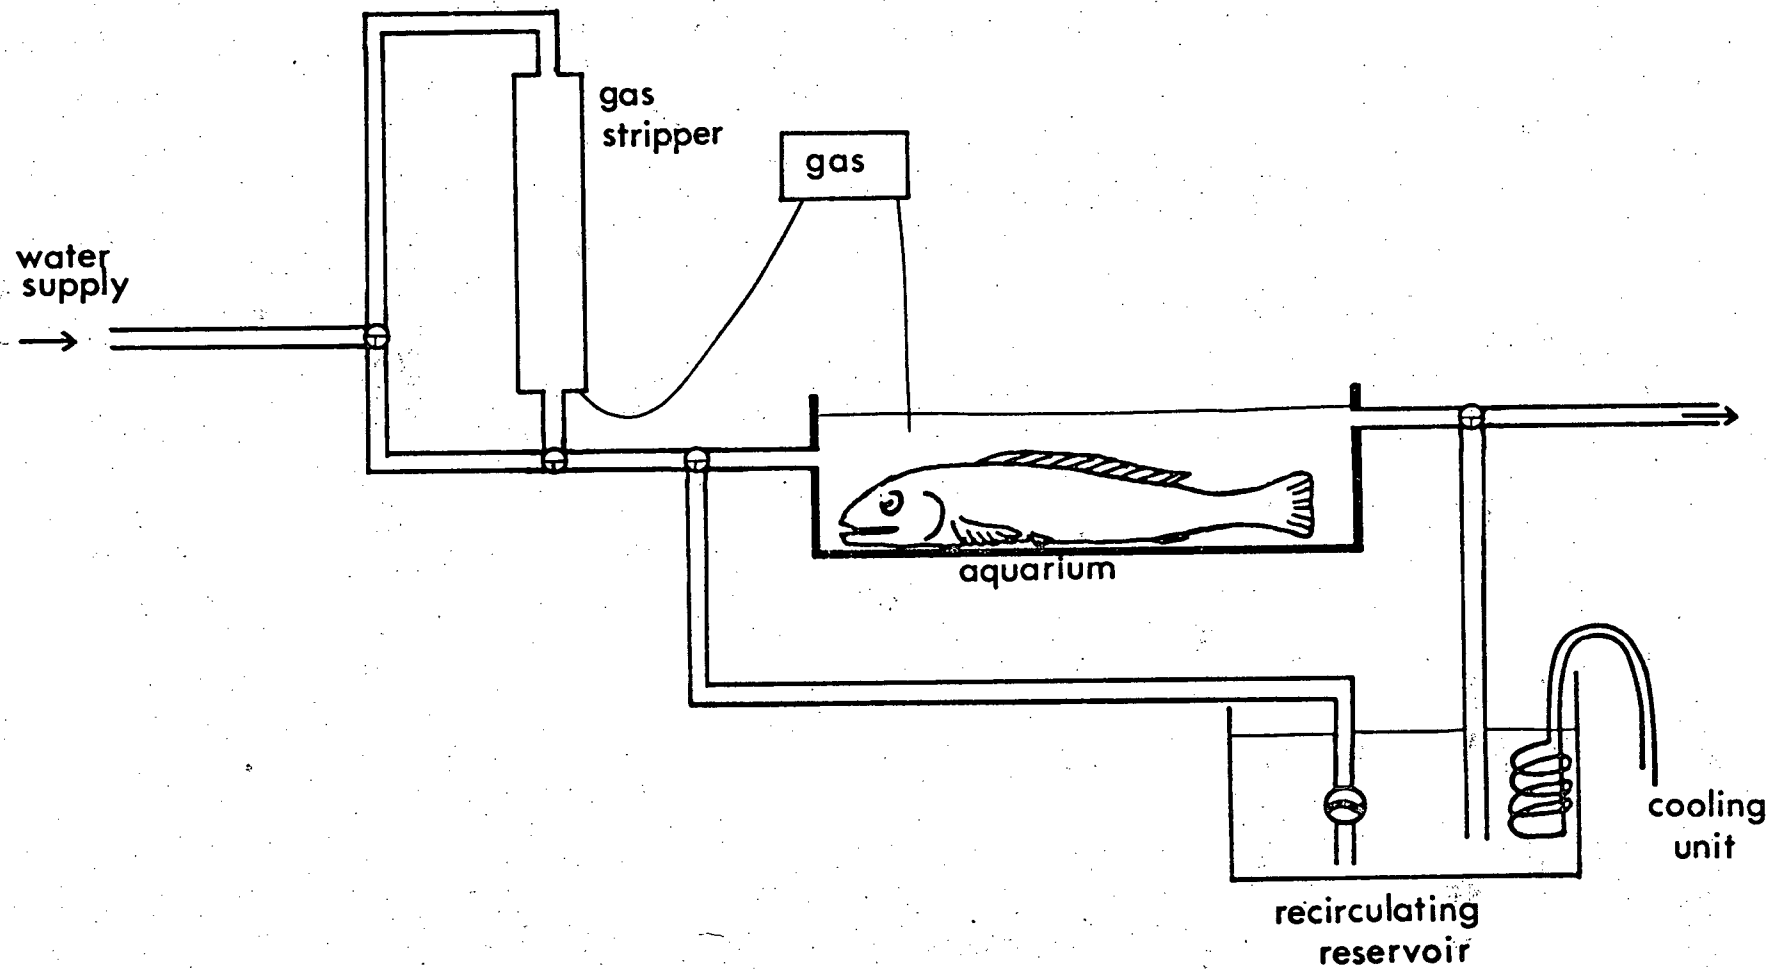 gas
stripper
gas
water
supply
aquarium
cooling
unit
recirculating
reservoir